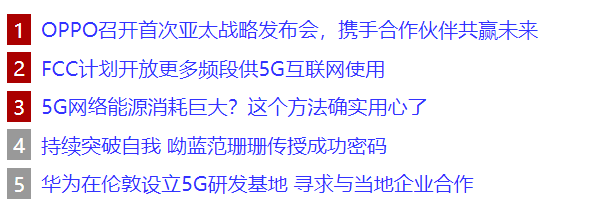 1 OPPO召开首次亚太战略发布会，携手合作伙伴共赢未来
2 FCC计划开放更多频段供5G互联网使用
3 5G网络能源消耗巨大？这个方法确实用心了
4 持续突破自我 呦蓝范珊珊传授成功密码
5 华为在伦敦设立5G研发基地 寻求与当地企业合作